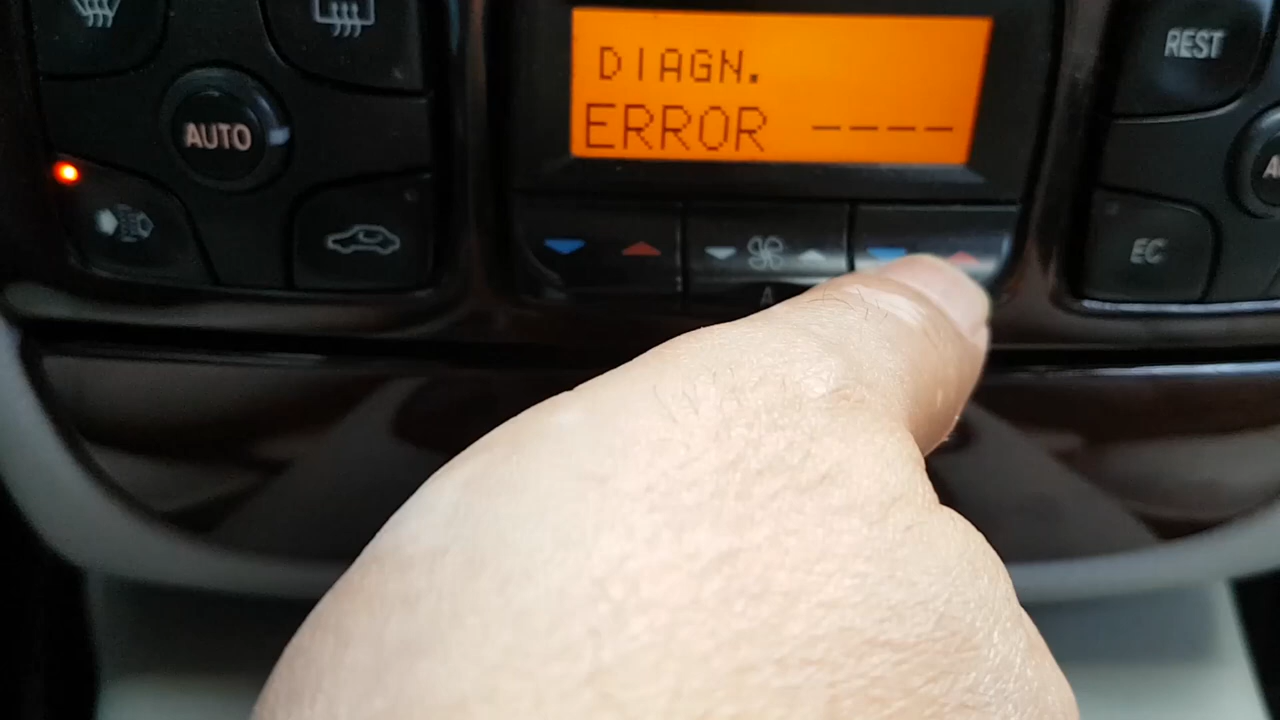 REST
DIAGN.
ERROR ----
AUTO
EC
A